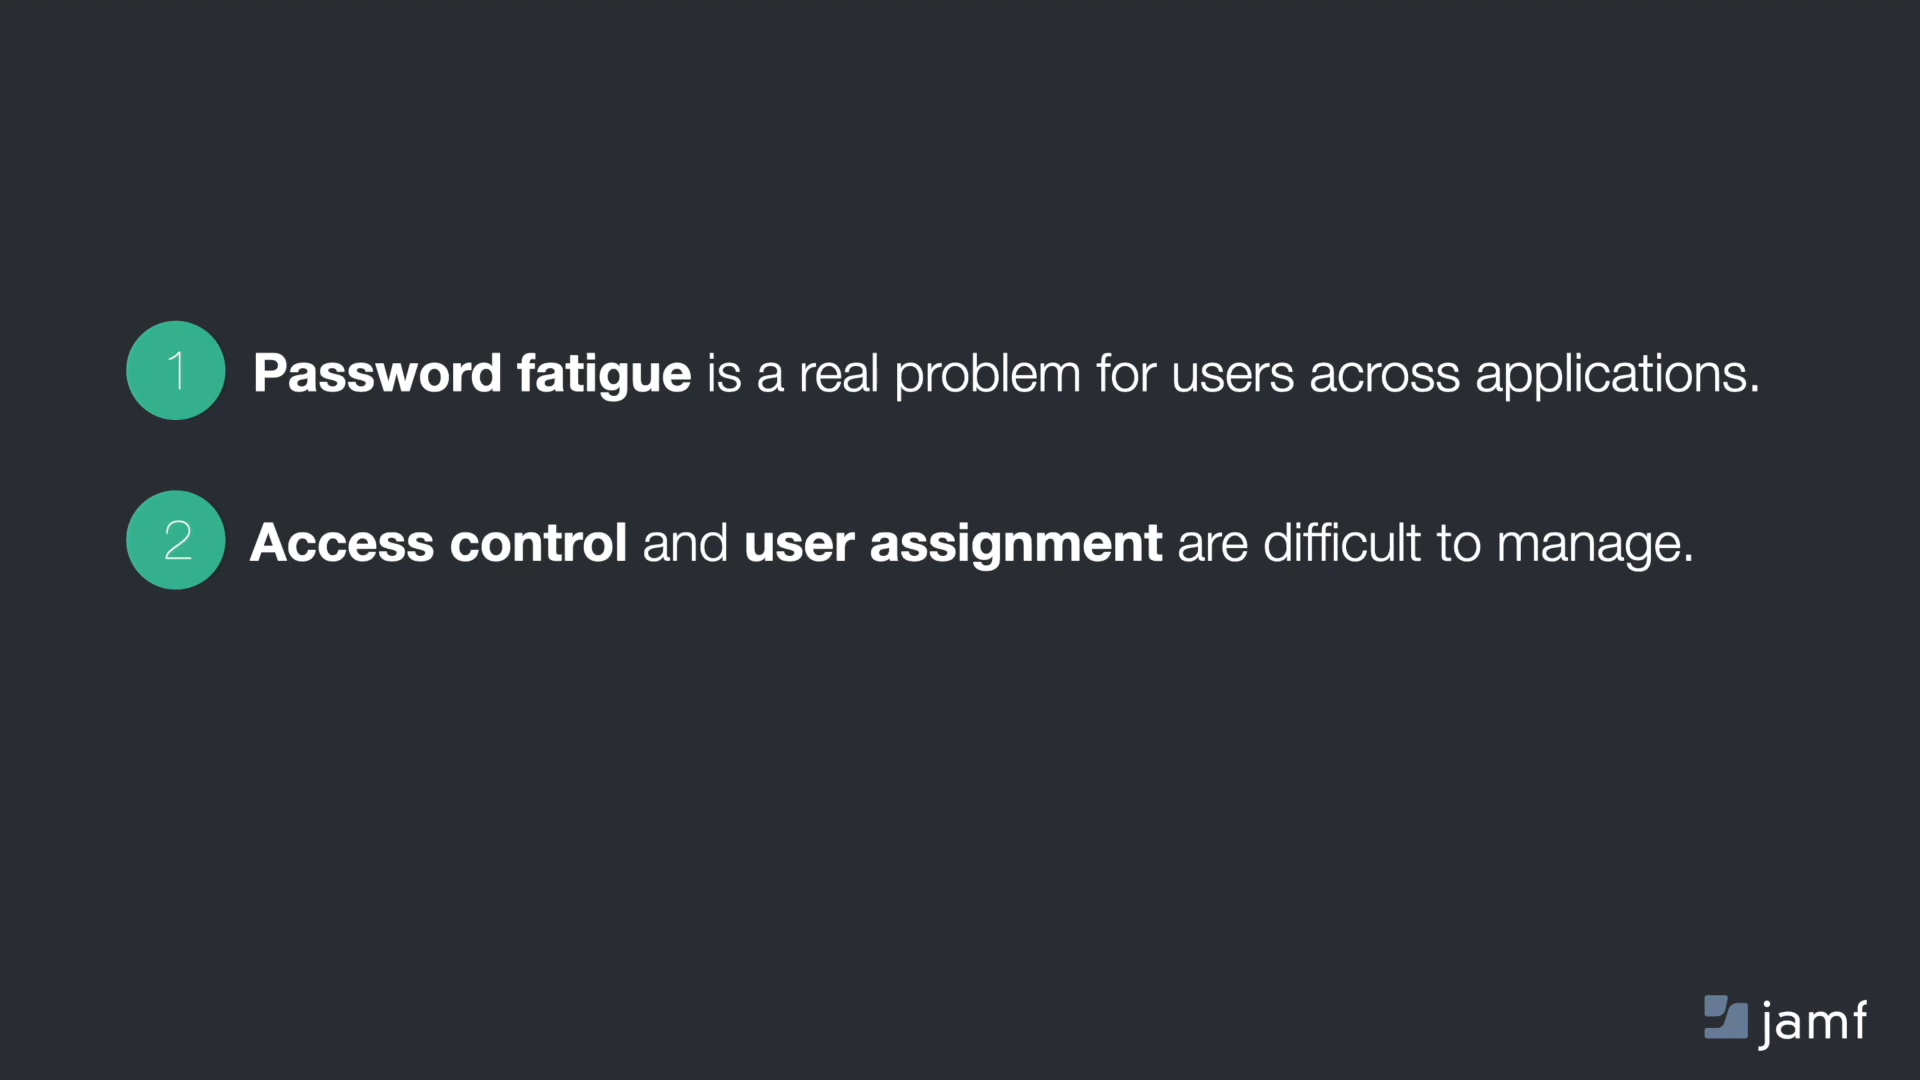 1 Password fatigue is a real problem for users across applications.
2 Access control and user assignment are difficult to manage.
jamf